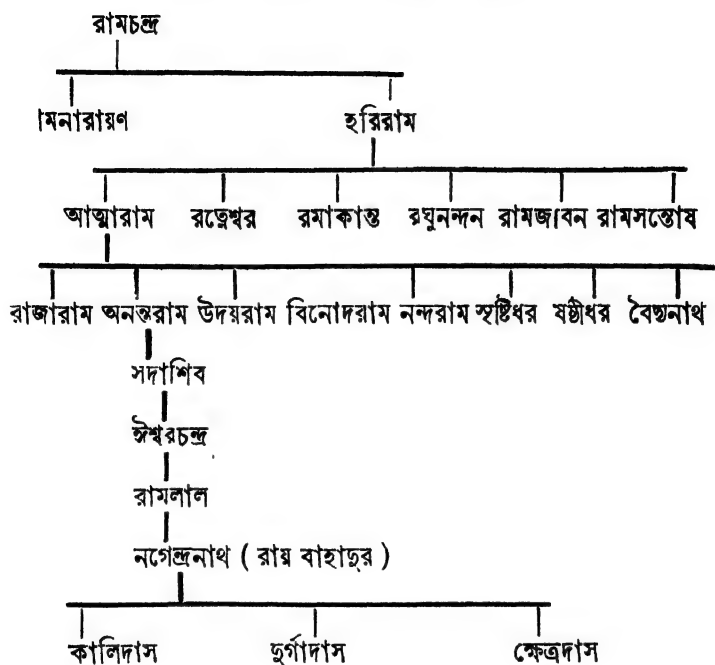 রামচন্দ্র
ামনারায়ণ হরিরাম
আত্মারাম রত্নেশ্বর রমাকান্ত রঘুনন্দন রামজাবন রামসন্তোষ
রাজারাম অনন্তরাম উদয়রাম বিনোদরাম নন্দরাম সৃষ্টিধর ষষ্ঠীধর বৈদ্যনাথ
সদাশিব
ঈশ্বরচন্দ্র
রামলাল
নগেন্দ্রনাথ ( রায় বাহাদুর )
কালিদাস দুর্গাদাস ক্ষেত্রদাস